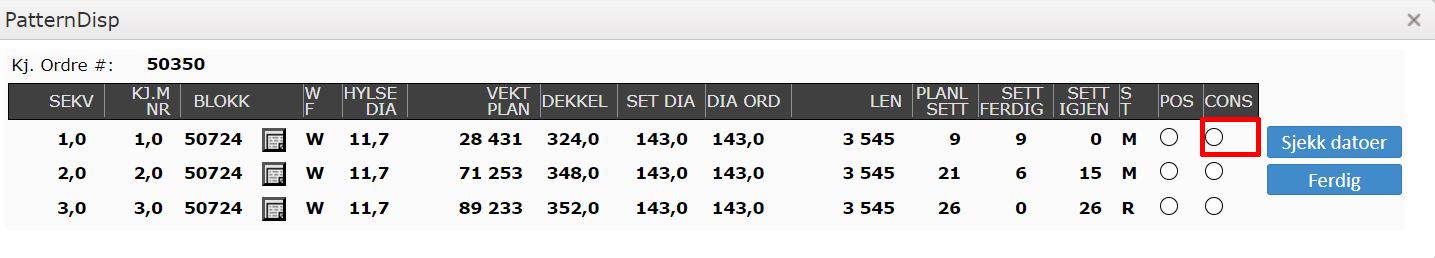 PatternDisp ×
Kj. Ordre #: 50350
SEKV KJ.M NR BLOKK W F HYLSE DIA VEKT PLAN DEKKEL SET DIA DIA ORD LEN PLANL SETT SETT FERDIG SETT IGJEN S T POS CONS
1,0 1,0 50724 W 11,7 28 431 324,0 143,0 143,0 3 545 9 9 0 M Sjekk datoer
2,0 2,0 50724 W 11,7 71 253 348,0 143,0 143,0 3 545 21 6 15 M Ferdig
3,0 3,0 50724 W 11,7 89 233 352,0 143,0 143,0 3 545 26 0 26 R